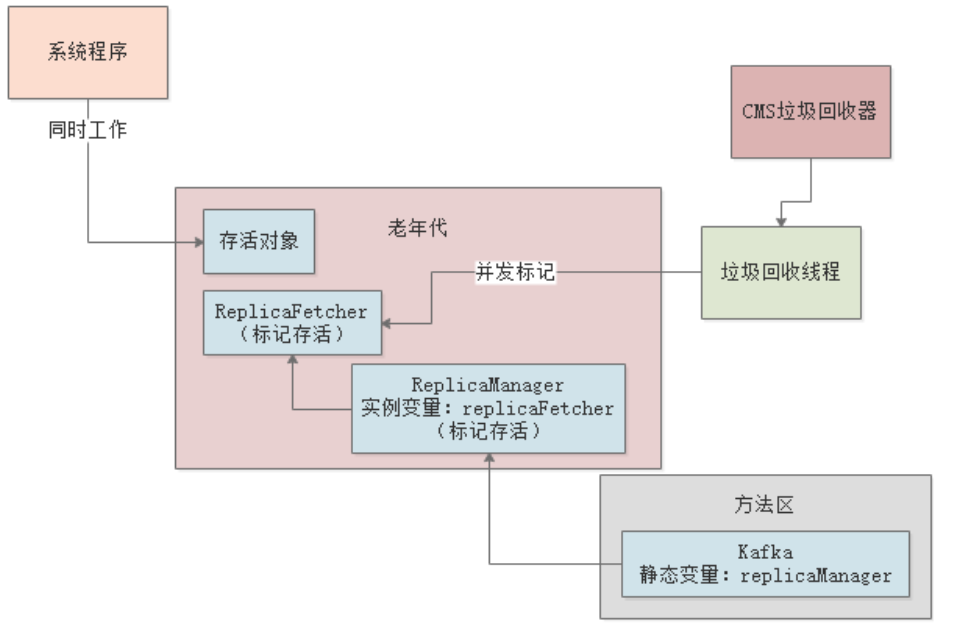 系统程序
同时工作
CMS垃圾回收器
老年代
存活对象
并发标记
垃圾回收线程
ReplicaFetcher
（标记存活）
ReplicaManager
实例变量：replicaFetcher
（标记存活）
方法区
Kafka
静态变量：replicaManager